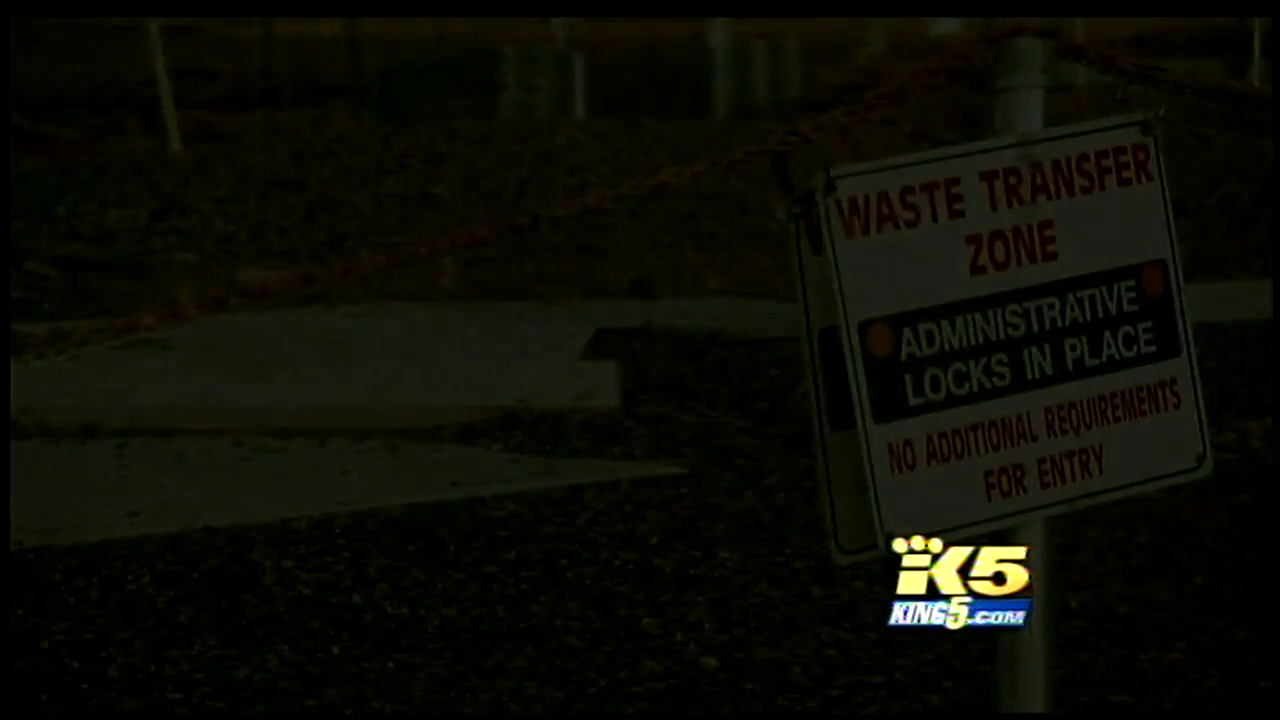 WASTE TRANSFER
ZONE
ADMINISTRATIVE
LOCKS IN PLACE
NO ADDITIONAL REQUIREMENTS
FOR ENTRY
K5
KING5.COM